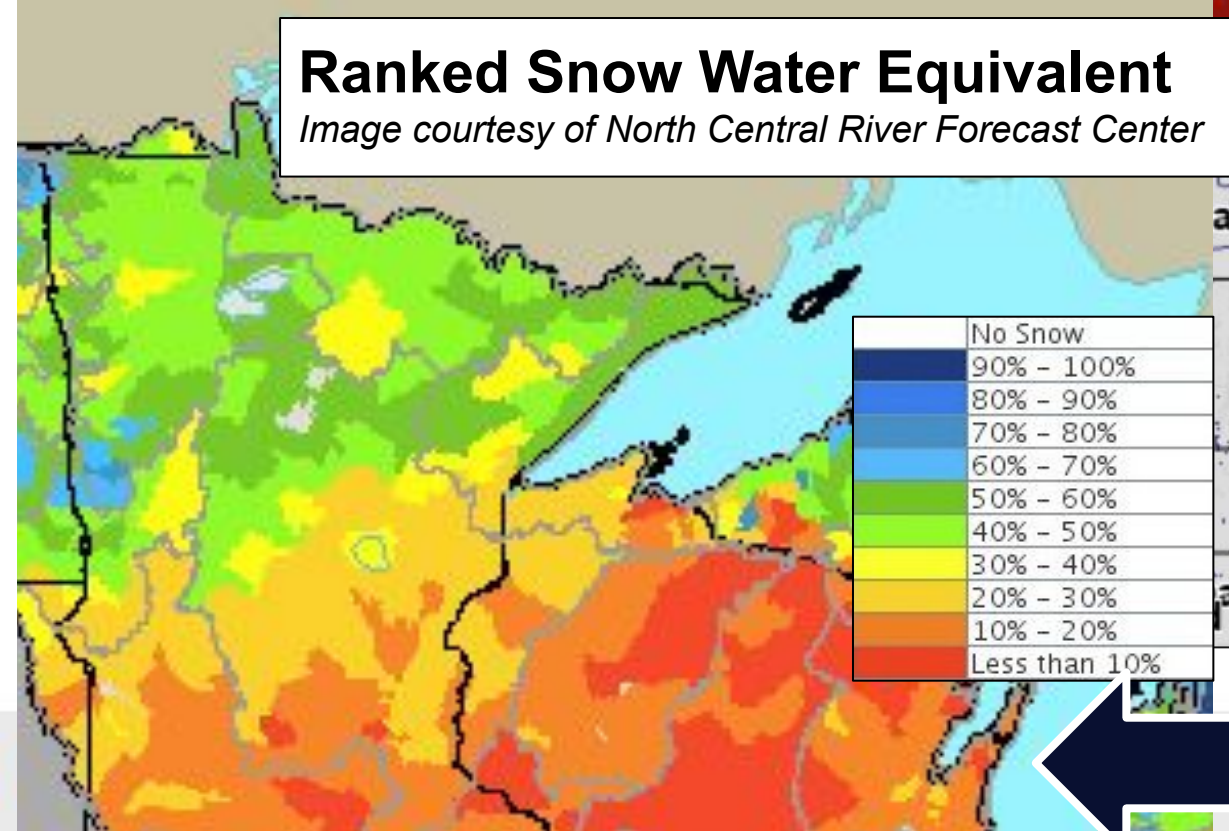 Ranked Snow Water Equivalent
Image courtesy of North Central River Forecast Center
No Snow
90% – 100%
80% – 90%
70% – 80%
60% – 70%
50% – 60%
40% – 50%
30% – 40%
20% – 30%
10% – 20%
Less than 10%